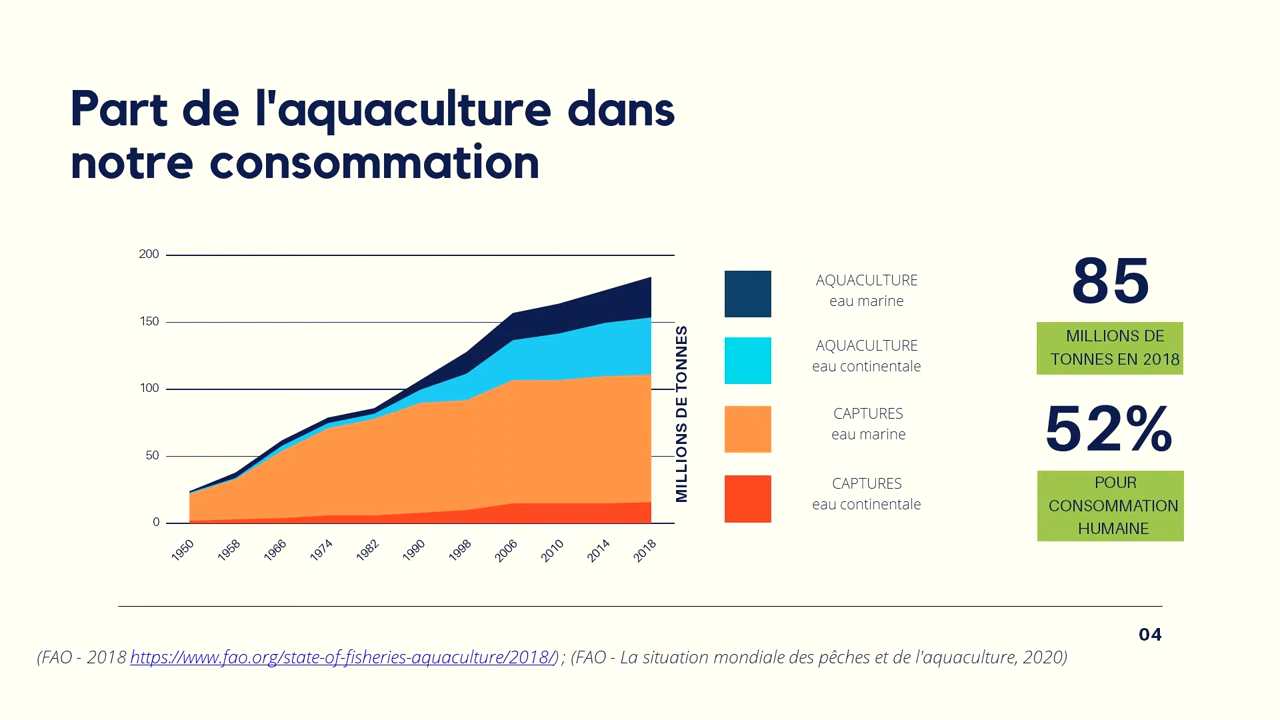 Part de l'aquaculture dans
notre consommation
200
150
100
50
0
1950
1958
1966
1974
1982
1990
1998
2006
2010
2014
2018
MILLIONS DE TONNES
AQUACULTURE
eau marine
AQUACULTURE
eau continentale
CAPTURES
eau marine
CAPTURES
eau continentale
85
MILLIONS DE
TONNES EN 2018
52%
POUR
CONSOMMATION
HUMAINE
04
(FAO - 2018 https://www.fao.org/state-of-fisheries-aquaculture/2018/) ; (FAO - La situation mondiale des pêches et de l'aquaculture, 2020)